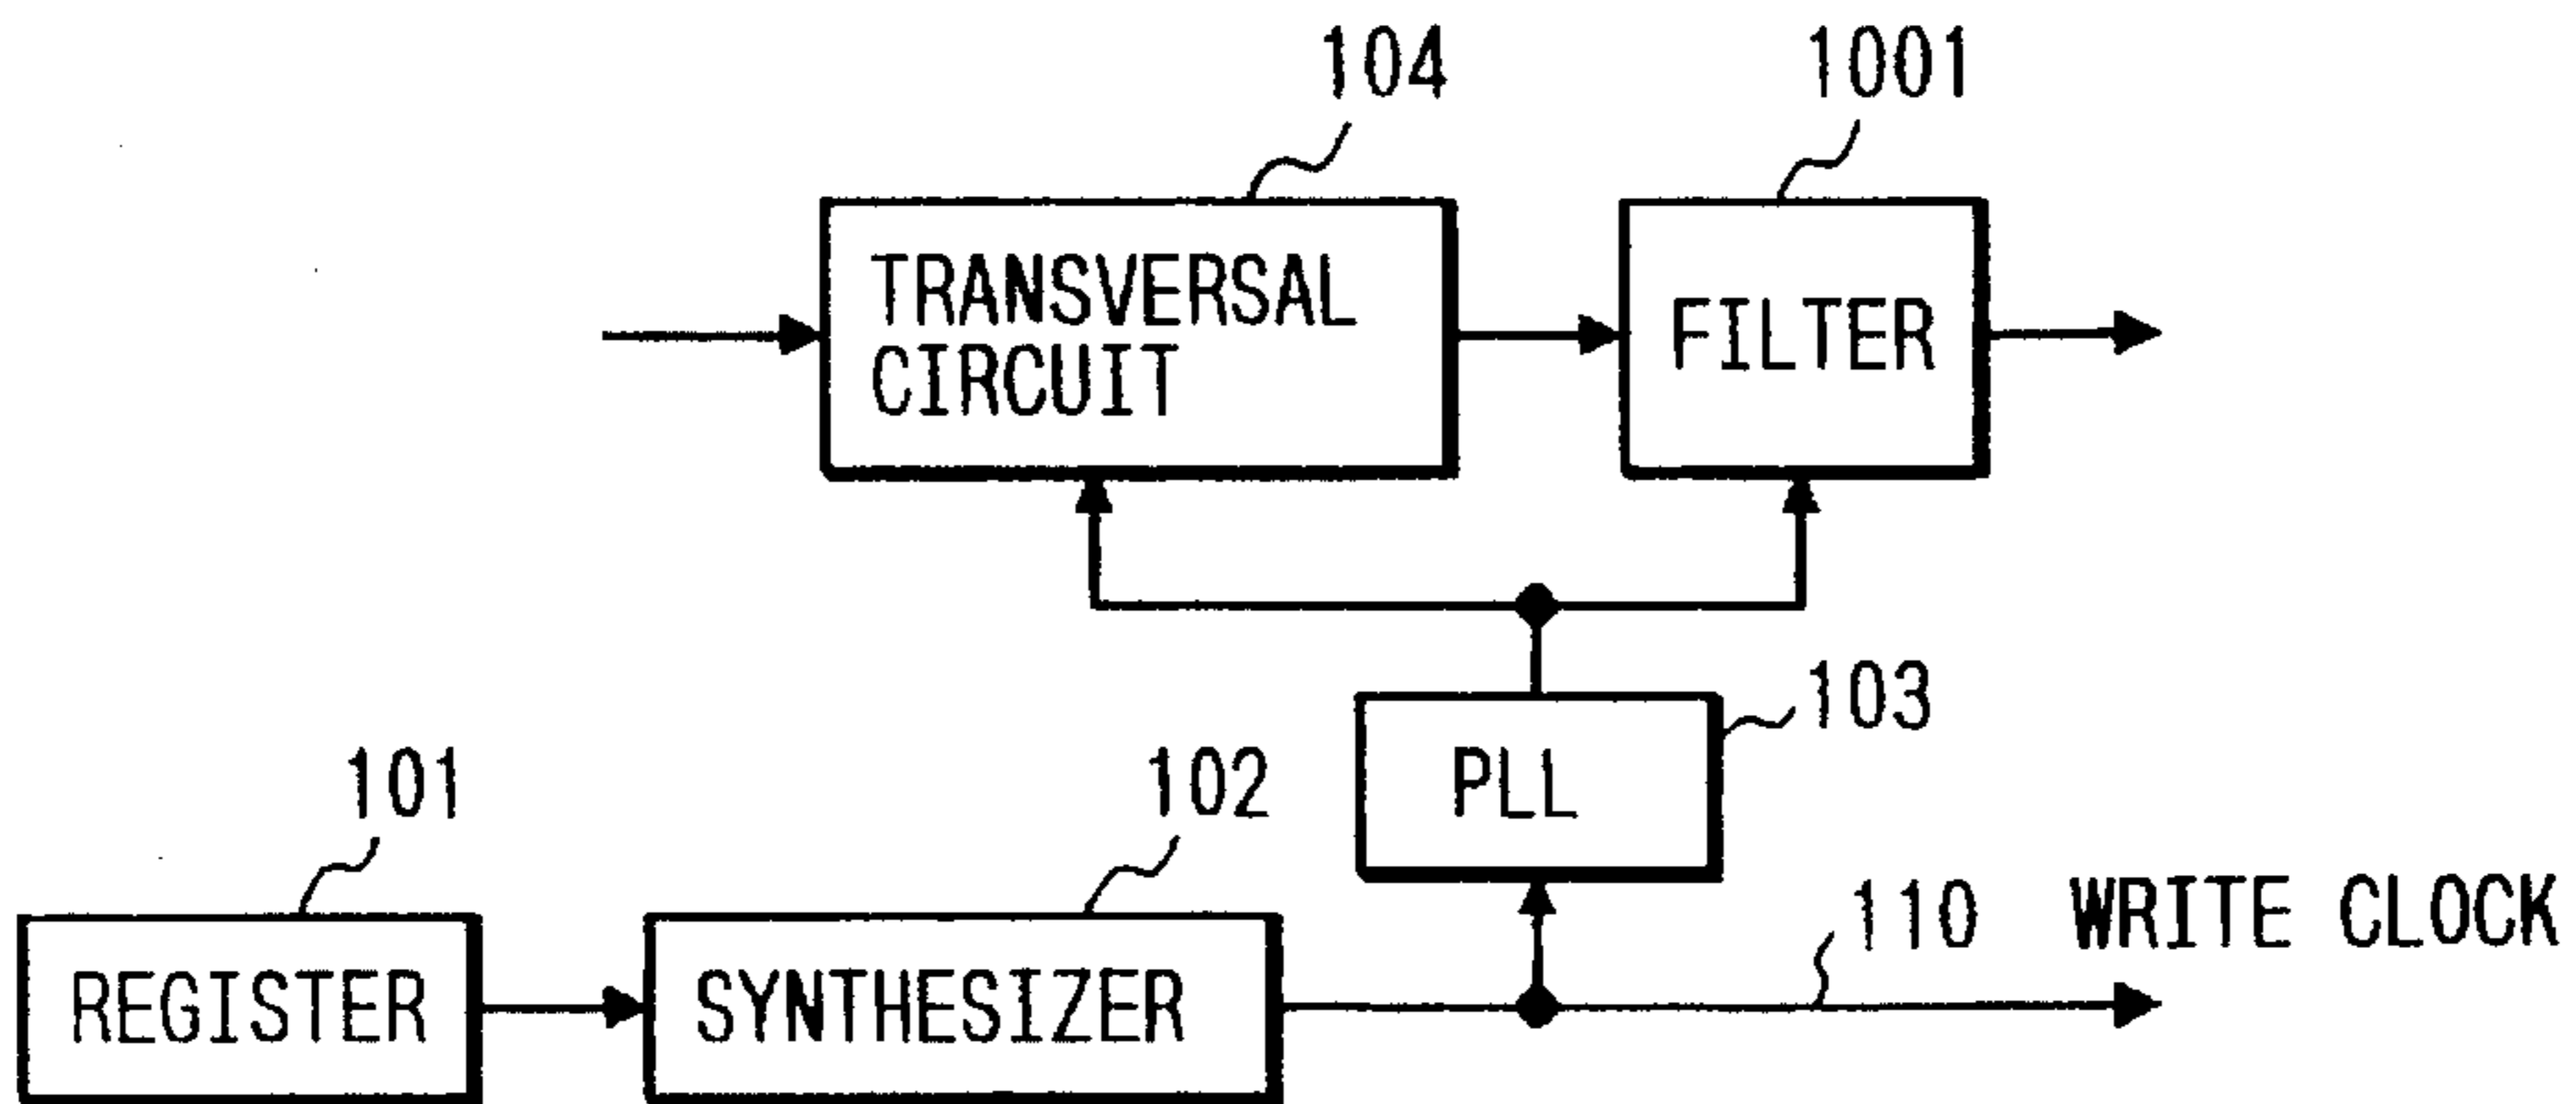 104
1001
TRANSVERSAL
CIRCUIT
FILTER
103
PLL
101
102
110 WRITE CLOCK
REGISTER
SYNTHESIZER